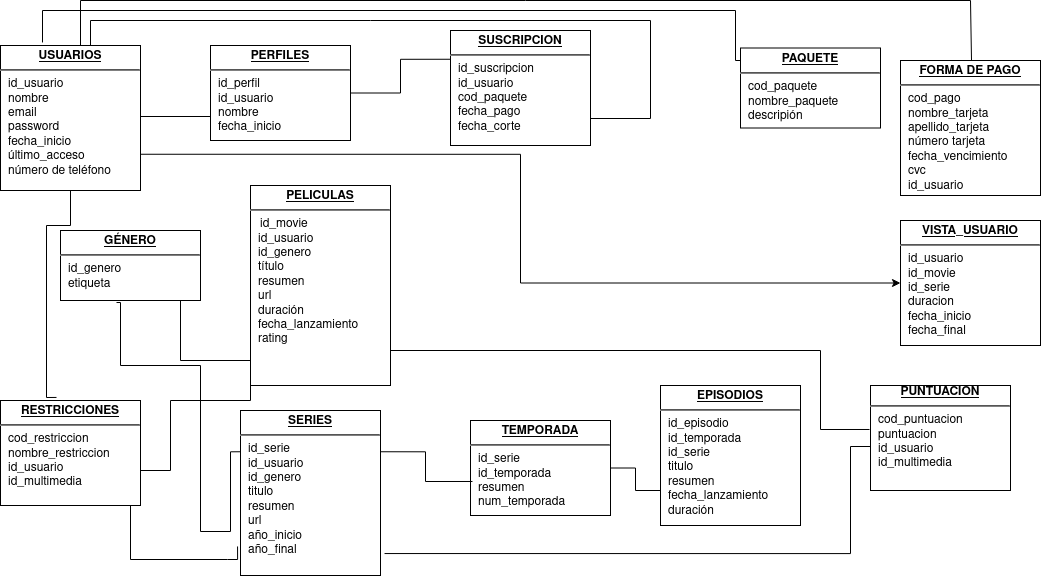 USUARIOS
id_usuario
nombre
email
password
fecha_inicio
último_acceso
número de teléfono
PERFILES
id_perfil
id_usuario
nombre
fecha_inicio
SUSCRIPCION
id_suscripcion
id_usuario
cod_paquete
fecha_pago
fecha_corte
PAQUETE
cod_paquete
nombre_paquete
descripión
FORMA DE PAGO
cod_pago
nombre_tarjeta
apellido_tarjeta
número tarjeta
fecha_vencimiento
cvc
id_usuario
GÉNERO
id_genero
etiqueta
PELICULAS
id_movie
id_usuario
id_genero
título
resumen
url
duración
fecha_lanzamiento
rating
VISTA_USUARIO
id_usuario
id_movie
id_serie
duracion
fecha_inicio
fecha_final
RESTRICCIONES
cod_restriccion
nombre_restriccion
id_usuario
id_multimedia
SERIES
id_serie
id_usuario
id_genero
titulo
resumen
url
año_inicio
año_final
TEMPORADA
id_serie
id_temporada
resumen
num_temporada
EPISODIOS
id_episodio
id_temporada
id_serie
titulo
resumen
fecha_lanzamiento
duración
PUNTUACION
cod_puntuacion
puntuacion
id_usuario
id_multimedia